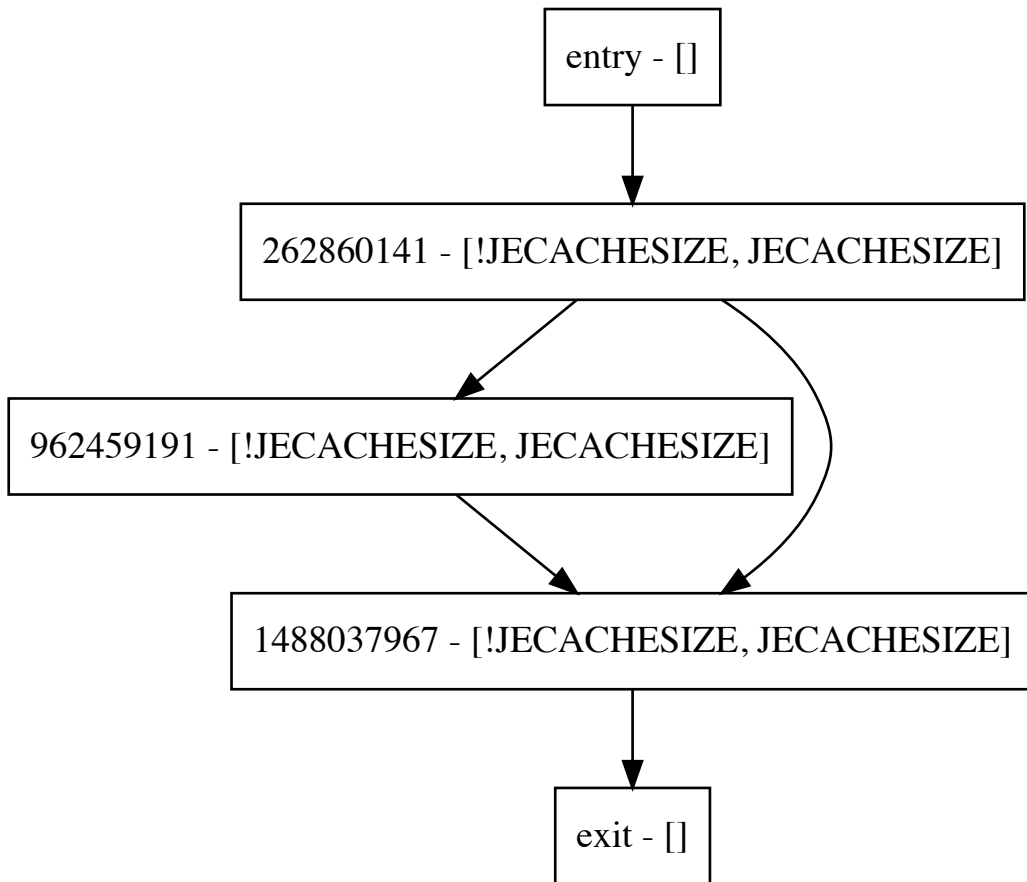 entry - []
262860141 - [!JECACHESIZE, JECACHESIZE]
962459191 - [!JECACHESIZE, JECACHESIZE]
1488037967 - [!JECACHESIZE, JECACHESIZE]
exit - []